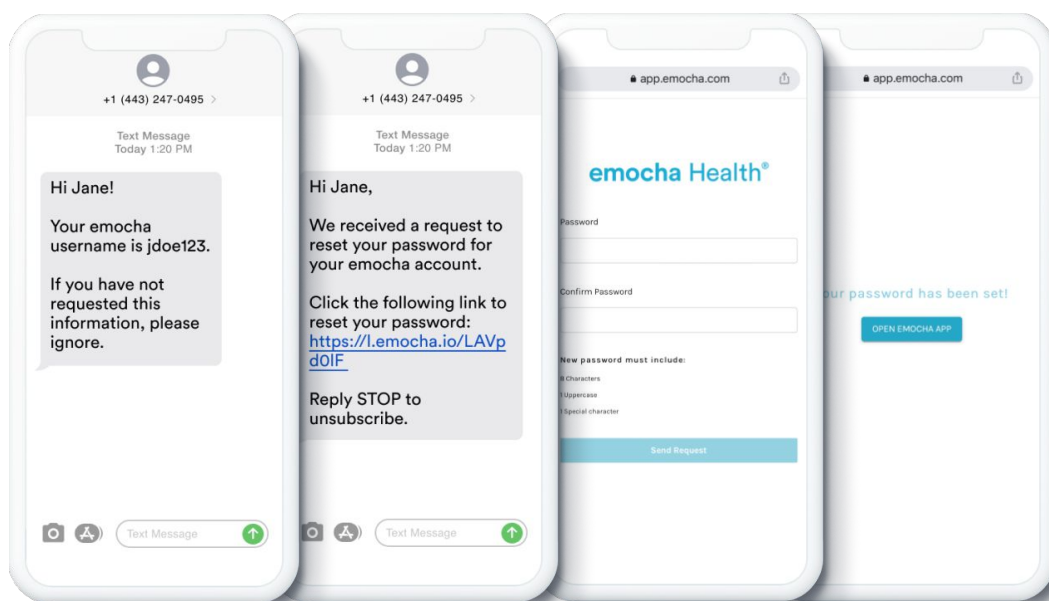 +1 (443) 247-0495 >
Text Message
Today 1:20 PM
Hi Jane!
Your emocha
username is jdoe123.
If you have not
requested this
information, please
ignore.
Text Message
+1 (443) 247-0495 >
Text Message
Today 1:20 PM
Hi Jane,
We received a request to
reset your password for
your emocha account.
Click the following link to
reset your password:
https://l.emocha.io/LAVp
d0IF
Reply STOP to
unsubscribe.
Text Message
app.emocha.com
emocha Health®
Password
Confirm Password
New password must include:
8 Characters
1 Uppercase
1 Special character
Send Request
app.emocha.com
our password has been set!
OPEN EMOCHA APP